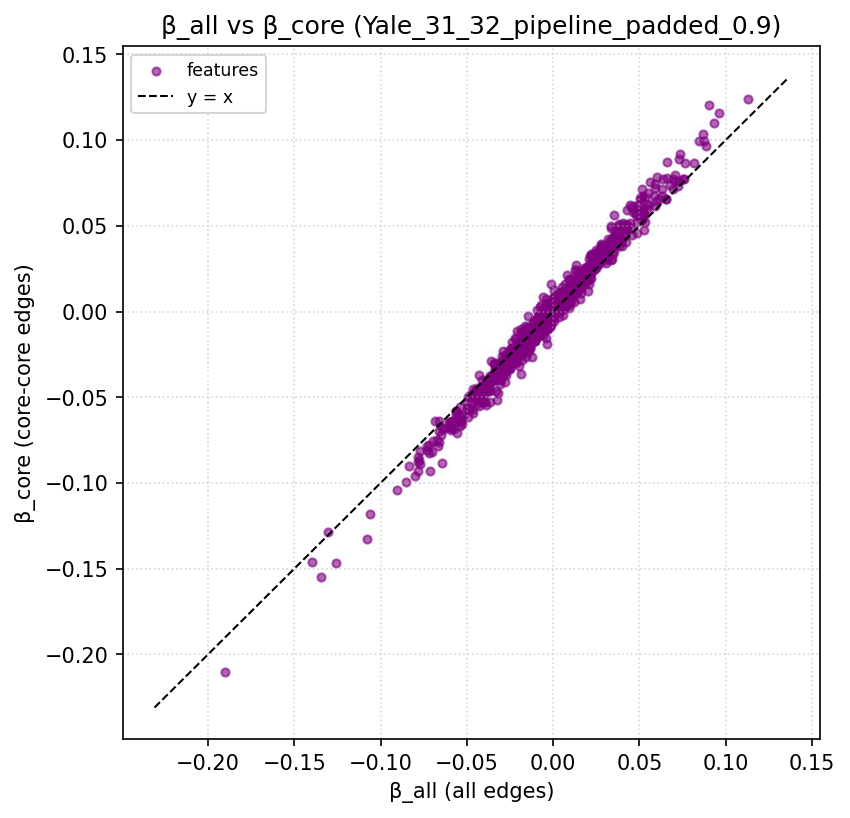 β_all vs β_core (Yale_31_32_pipeline_padded_0.9)
features
y = x
0.15
0.10
0.05
0.00
−0.05
−0.10
−0.15
−0.20
β_core (core-core edges)
−0.20 −0.15 −0.10 −0.05 0.00 0.05 0.10 0.15
β_all (all edges)